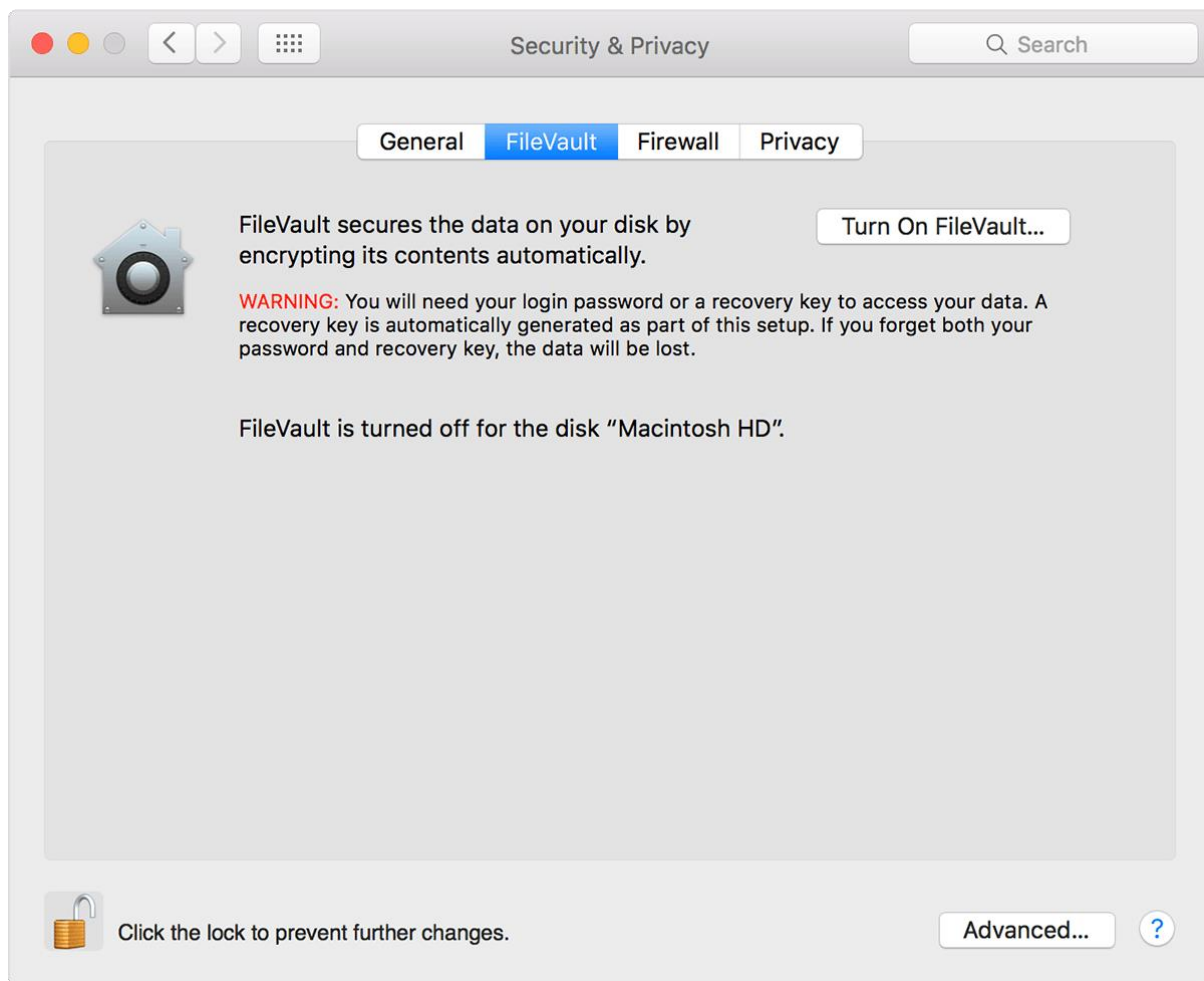 Security & Privacy
Search
General FileVault Firewall Privacy
FileVault secures the data on your disk by
encrypting its contents automatically.
Turn On FileVault...
WARNING: You will need your login password or a recovery key to access your data. A
recovery key is automatically generated as part of this setup. If you forget both your
password and recovery key, the data will be lost.
FileVault is turned off for the disk “Macintosh HD”.
Click the lock to prevent further changes.
Advanced...
?